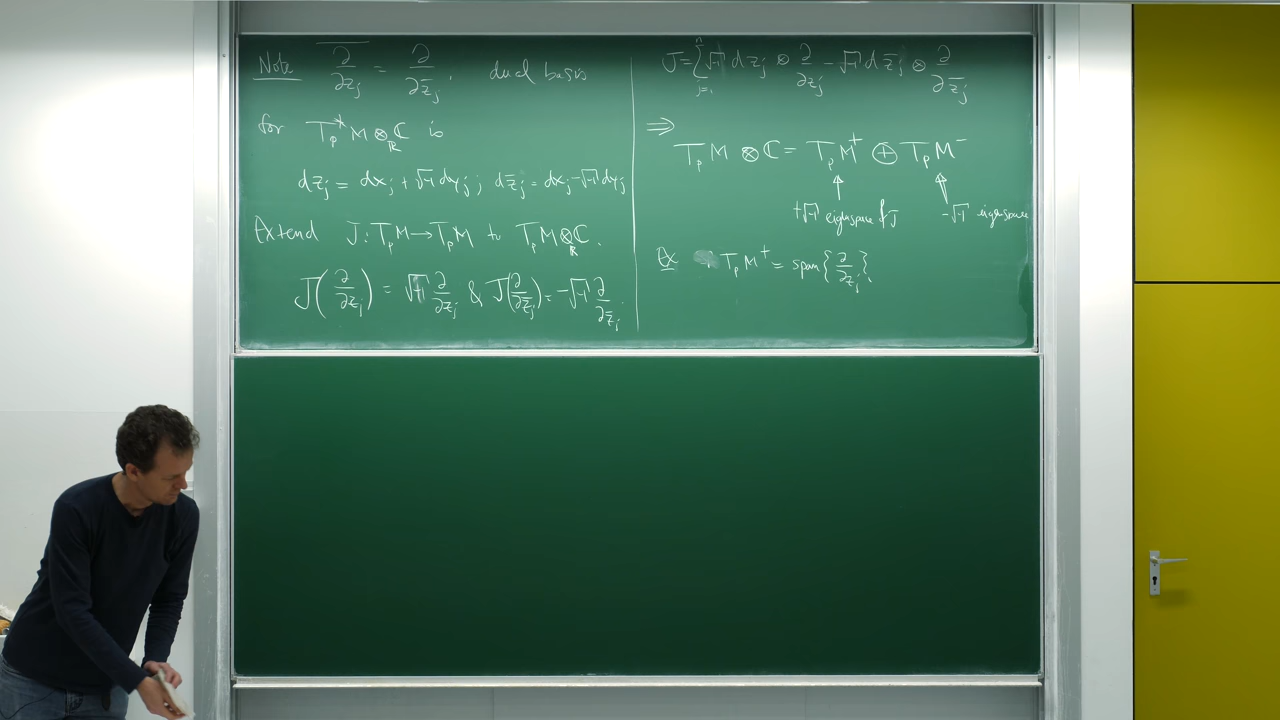 Note \overline{∂/∂z_j} = ∂/∂z̄_j. dual basis
for T_p^*M ⊗_ℝ ℂ is
dz_j = dx_j + √-1 dy_j ; dz̄_j = dx_j - √-1 dy_j
Extend J : T_pM → T_pM to T_pM ⊗_ℝ ℂ.
J(∂/∂z_j) = √-1 ∂/∂z_j & J(∂/∂z̄_j) = -√-1 ∂/∂z̄_j.
J = ∑_{j=1}^n √-1 dz_j ⊗ ∂/∂z_j - √-1 dz̄_j ⊗ ∂/∂z̄_j
⇒
T_pM ⊗ ℂ = T_pM^+ ⊕ T_pM^-
+√-1 eigenspace of J -√-1 eigenspace
Ex T_pM^+ = span{∂/∂z_j}.